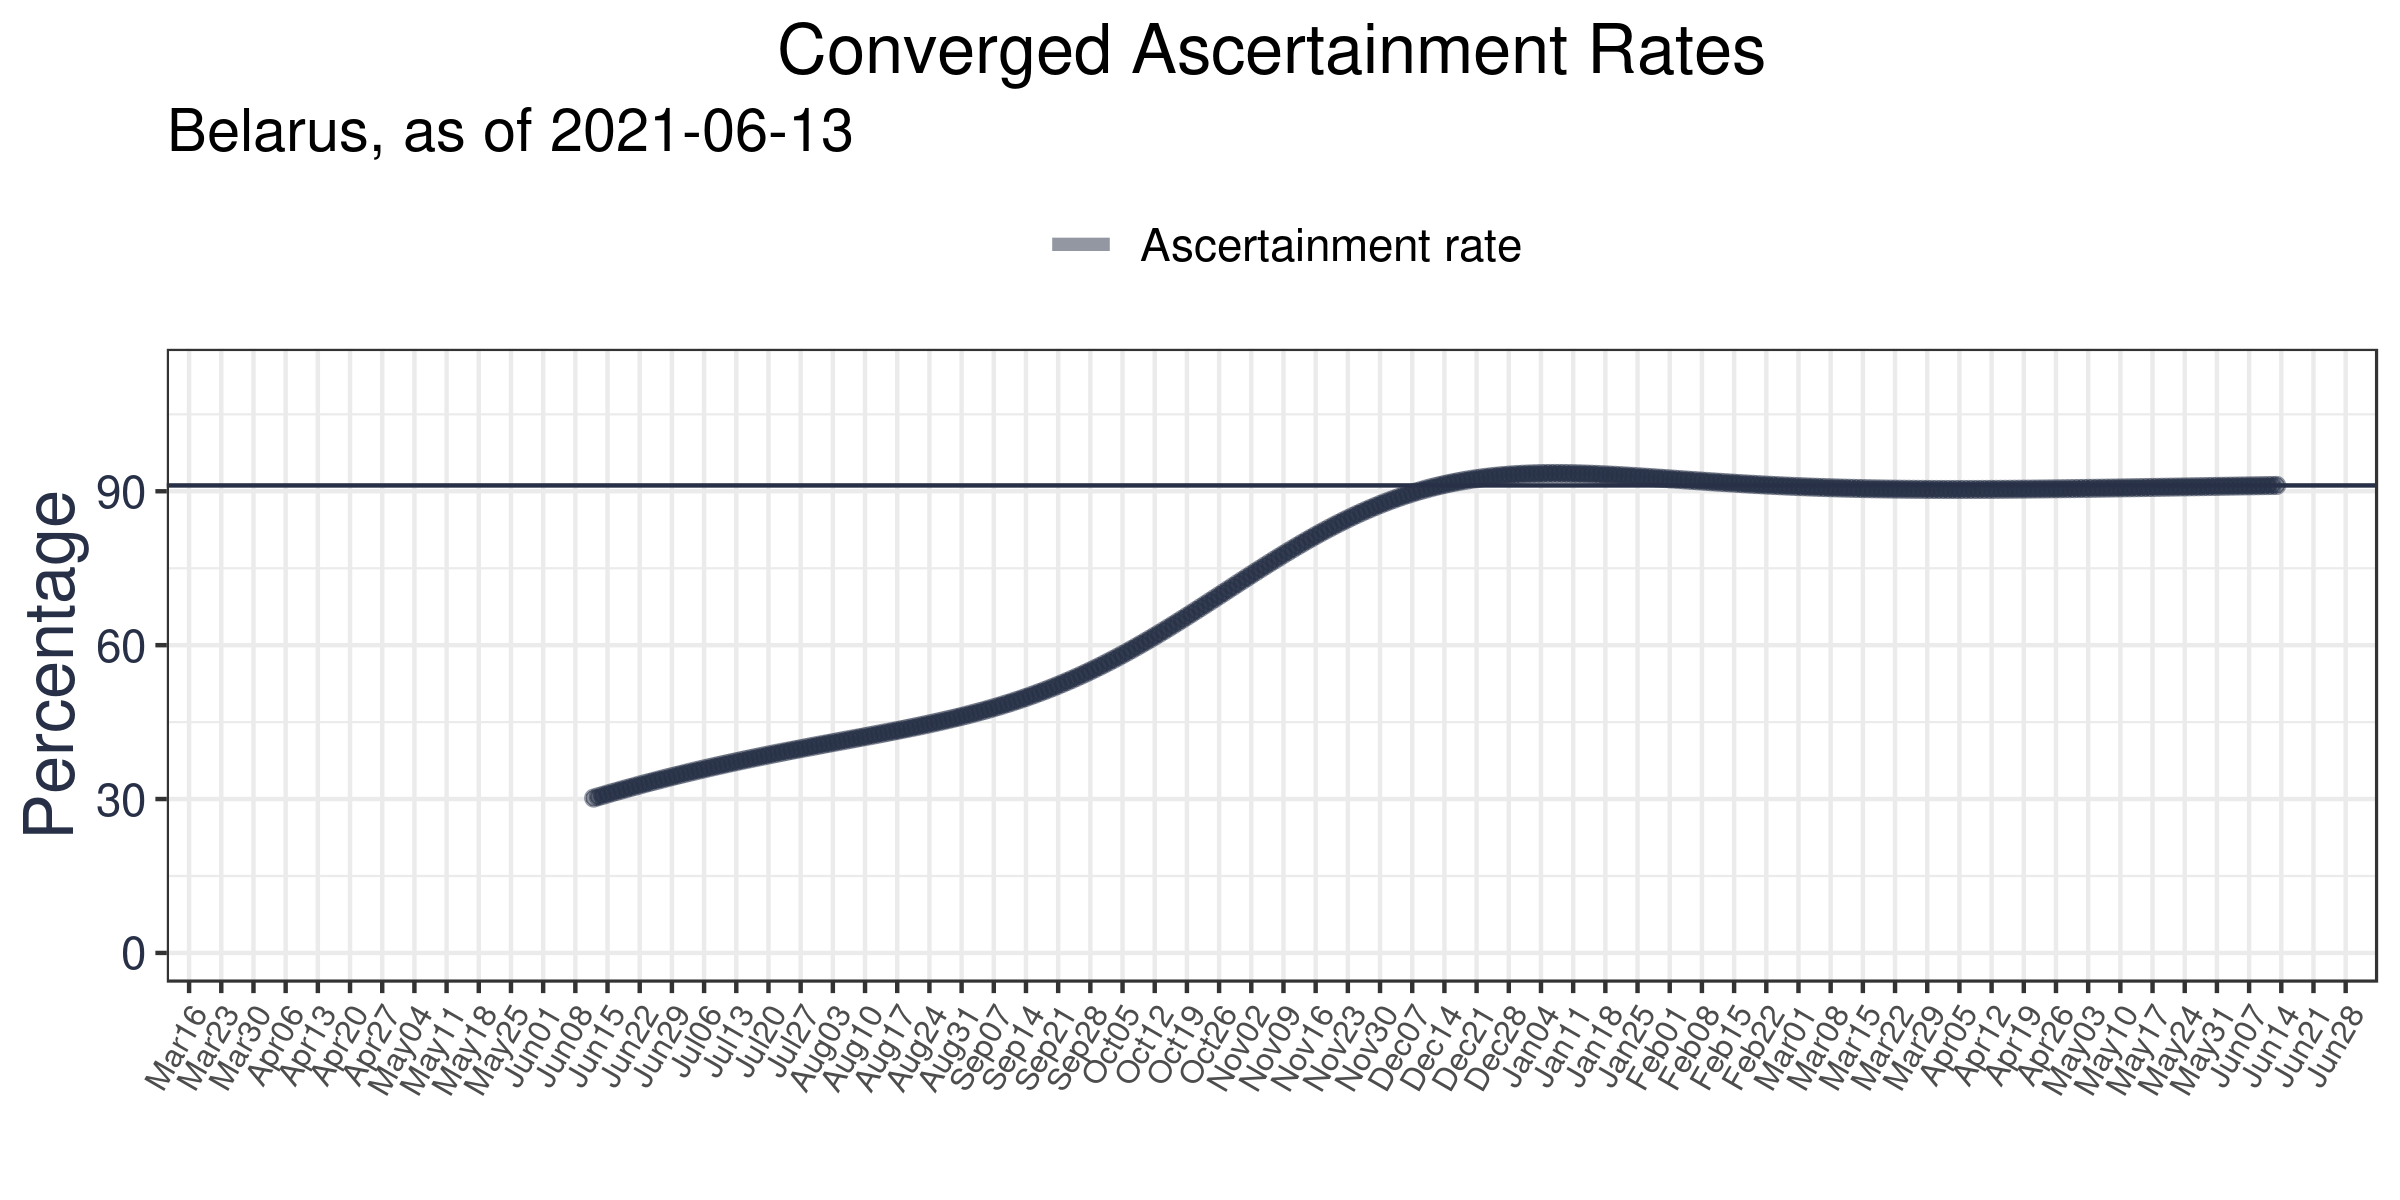 Converged Ascertainment Rates
Belarus, as of 2021-06-13
Ascertainment rate
Percentage
90
60
30
0
Mar16 Mar23 Mar30 Apr06 Apr13 Apr20 Apr27 May04 May11 May18 May25 Jun01 Jun08 Jun15 Jun22 Jun29 Jul06 Jul13 Jul20 Jul27 Aug03 Aug10 Aug17 Aug24 Aug31 Sep07 Sep14 Sep21 Sep28 Oct05 Oct12 Oct19 Oct26 Nov02 Nov09 Nov16 Nov23 Nov30 Dec07 Dec14 Dec21 Dec28 Jan04 Jan11 Jan18 Jan25 Feb01 Feb08 Feb15 Feb22 Mar01 Mar08 Mar15 Mar22 Mar29 Apr05 Apr12 Apr19 Apr26 May03 May10 May17 May24 May31 Jun07 Jun14 Jun21 Jun28